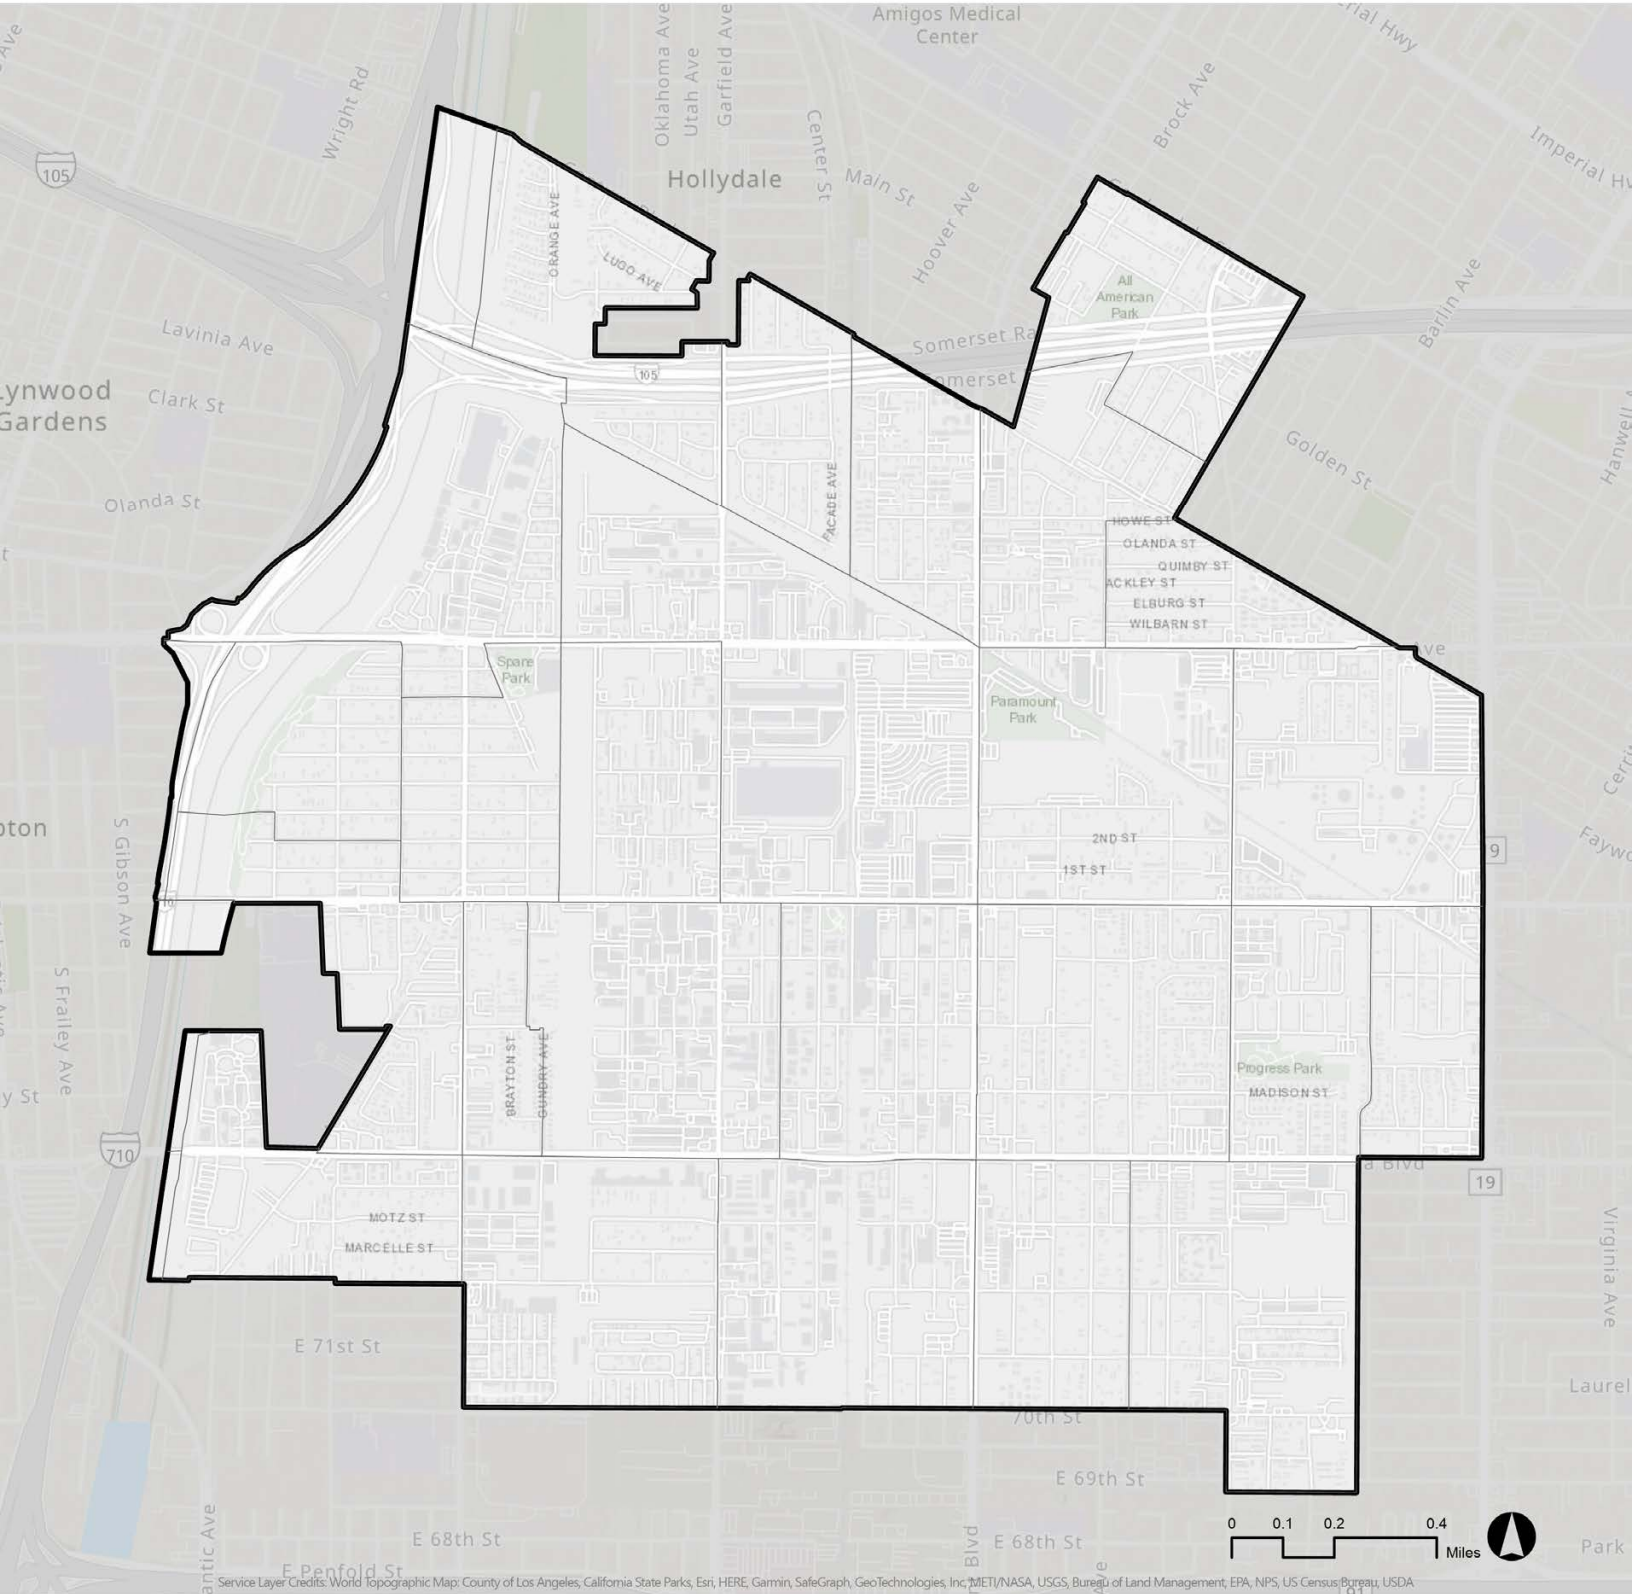 Amigos Medical
Center
Oklahoma Ave
Utah Ave
Garfield Ave
Wright Rd
Center St
Main St
Hoover Ave
Brock Ave
Imperial Hwy
105
Hollydale
ORANGE AVE
LUGO AVE
All
American
Park
Barlin Ave
Lavinia Ave
Somerset
105
Clark St
Golden St
Olanda St
FACADE AVE
HOWE ST
OLANDA ST
QUIMBY ST
ACKLEY ST
ELBURG ST
WILBARN ST
Ave
Spare
Park
Paramount
Park
S Gibson Ave
2ND ST
1ST ST
S Frailey Ave
BRAYTON ST
GUNDRY AVE
Progress Park
MADISON ST
710
a Blvd
19
MOTZ ST
MARCELLE ST
Virginia Ave
E 71st St
Laurel
70th St
E 69th St
E 68th St
E 68th St
Blvd
E Penfold St
Park
0 0.1 0.2 0.4
Miles
Service Layer Credits: World Topographic Map: County of Los Angeles, California State Parks, Esri, HERE, Garmin, SafeGraph, GeoTechnologies, Inc, METI/NASA, USGS, Bureau of Land Management, EPA, NPS, US Census Bureau, USDA